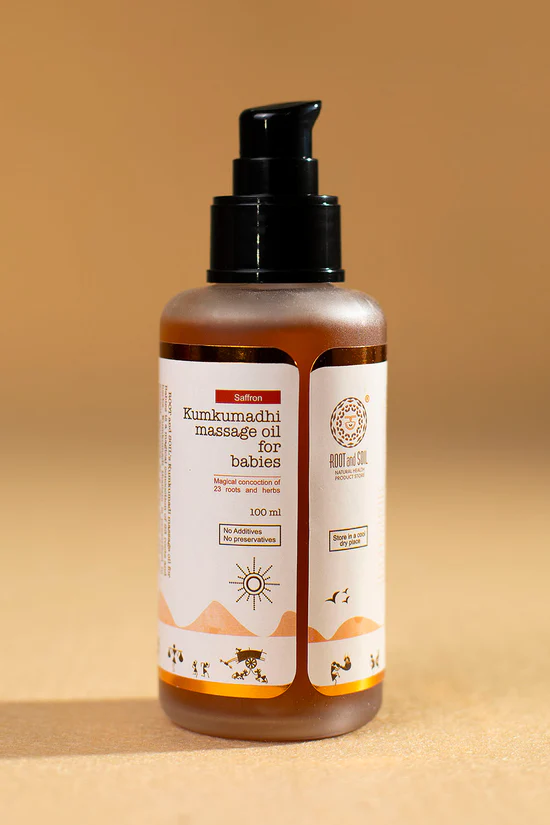 Saffron
Kumkumadhi
massage oil
for
babies
Magical concoction of
23 roots and herbs
100 ml
No Additives
No preservatives
®
ROOT and SOIL
NATURAL HEALTH
PRODUCT STORE
Store in a cool
dry place